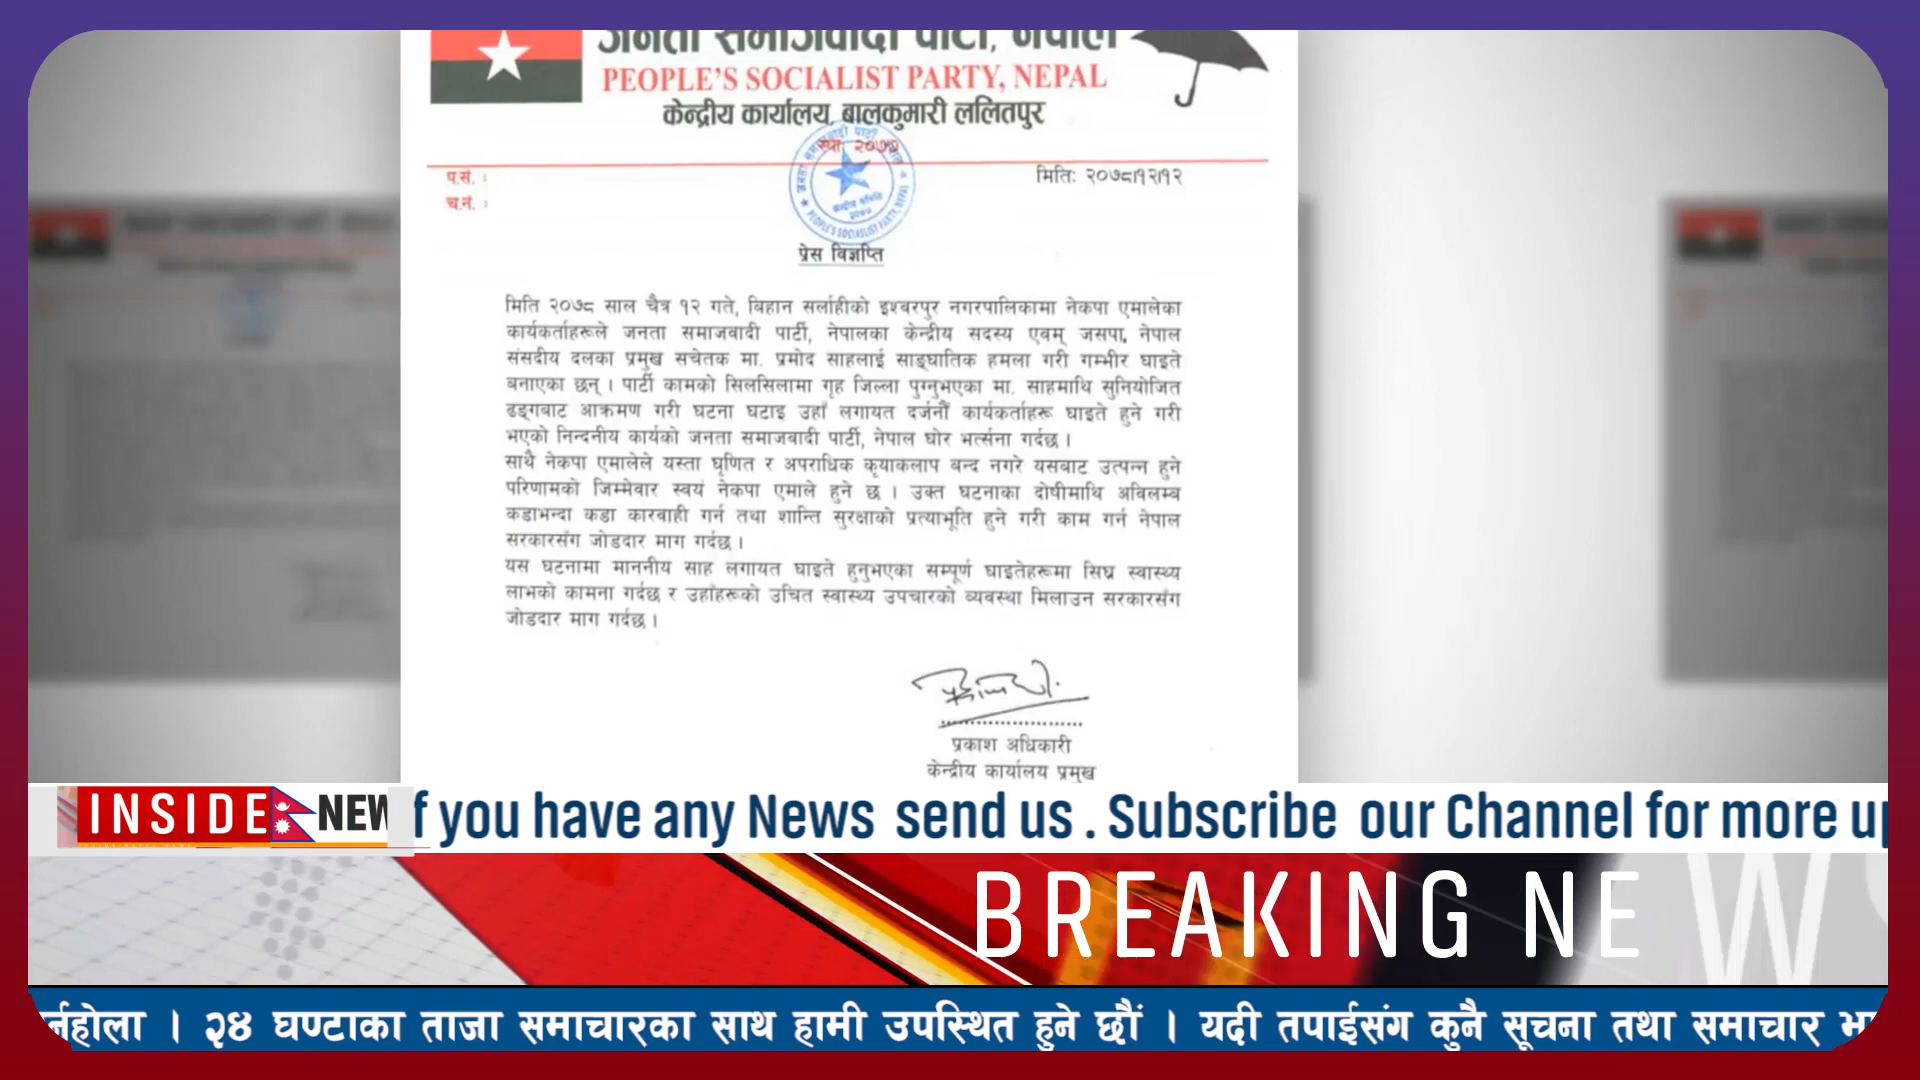 जनता समाजवादी पार्टी, नेपाल
PEOPLE'S SOCIALIST PARTY, NEPAL
केन्द्रीय कार्यालय, बालकुमारी ललितपुर
स्थाः २०७७
प.सं. :
च.नं. :
मितिः २०७८।१२।१२
प्रेस विज्ञप्ति
मिति २०७८ साल चैत्र १२ गते, बिहान सर्लाहीको इश्वरपुर नगरपालिकामा नेकपा एमालेका
कार्यकर्ताहरूले जनता समाजवादी पार्टी, नेपालका केन्द्रीय सदस्य एवम् जसपा, नेपाल
संसदीय दलका प्रमुख सचेतक मा. प्रमोद साहलाई साङ्घातिक हमला गरी गम्भीर घाइते
बनाएका छन् । पार्टी कामको सिलसिलामा गृह जिल्ला पुग्नुभएका मा. साहमाथि सुनियोजित
ढङ्गबाट आक्रमण गरी घटना घटाइ उहाँ लगायत दर्जनौं कार्यकर्ताहरू घाइते हुने गरी
भएको निन्दनीय कार्यको जनता समाजवादी पार्टी, नेपाल घोर भर्त्सना गर्दछ ।
साथै नेकपा एमालेले यस्ता घृणित र अपराधिक कृयाकलाप बन्द नगरे यसबाट उत्पन्न हुने
परिणामको जिम्मेवार स्वयं नेकपा एमाले हुने छ । उक्त घटनाका दोषीमाथि अविलम्ब
कडाभन्दा कडा कारवाही गर्न तथा शान्ति सुरक्षाको प्रत्याभूति हुने गरी काम गर्न नेपाल
सरकारसँग जोडदार माग गर्दछ ।
यस घटनामा माननीय साह लगायत घाइते हुनुभएका सम्पूर्ण घाइतेहरूमा सिघ्र स्वास्थ्य
लाभको कामना गर्दछ र उहाँहरूको उचित स्वास्थ्य उपचारको व्यवस्था मिलाउन सरकारसँग
जोडदार माग गर्दछ ।
प्रकाश अधिकारी
केन्द्रीय कार्यालय प्रमुख
INSIDE NEW
f you have any News send us . Subscribe our Channel for more up
BREAKING NEWS
र्नुहोला । २४ घण्टाका ताजा समाचारका साथ हामी उपस्थित हुने छौं । यदी तपाईसंग कुनै सूचना तथा समाचार भ